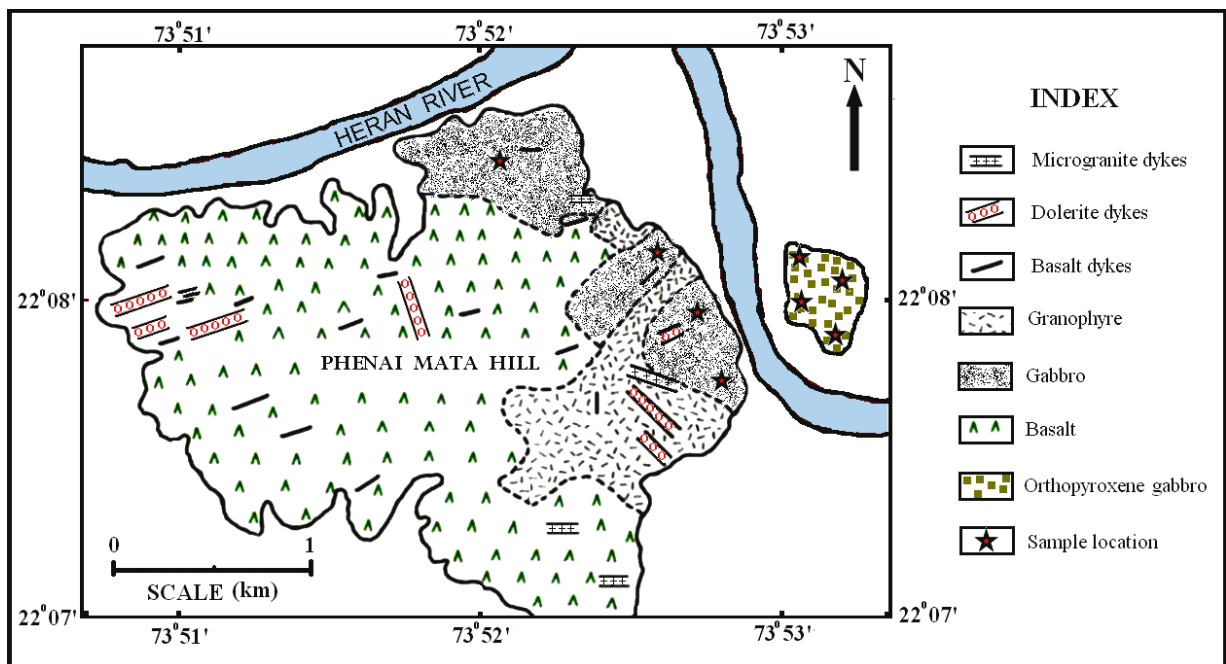 73°51'
73°52'
73°53'
HERAN RIVER
N
22°08'
22°08'
PHENAI MATA HILL
0
1
SCALE (km)
22°07'
22°07'
73°51'
73°52'
73°53'
INDEX
Microgranite dykes
Dolerite dykes
Basalt dykes
Granophyre
Gabbro
Basalt
Orthopyroxene gabbro
Sample location